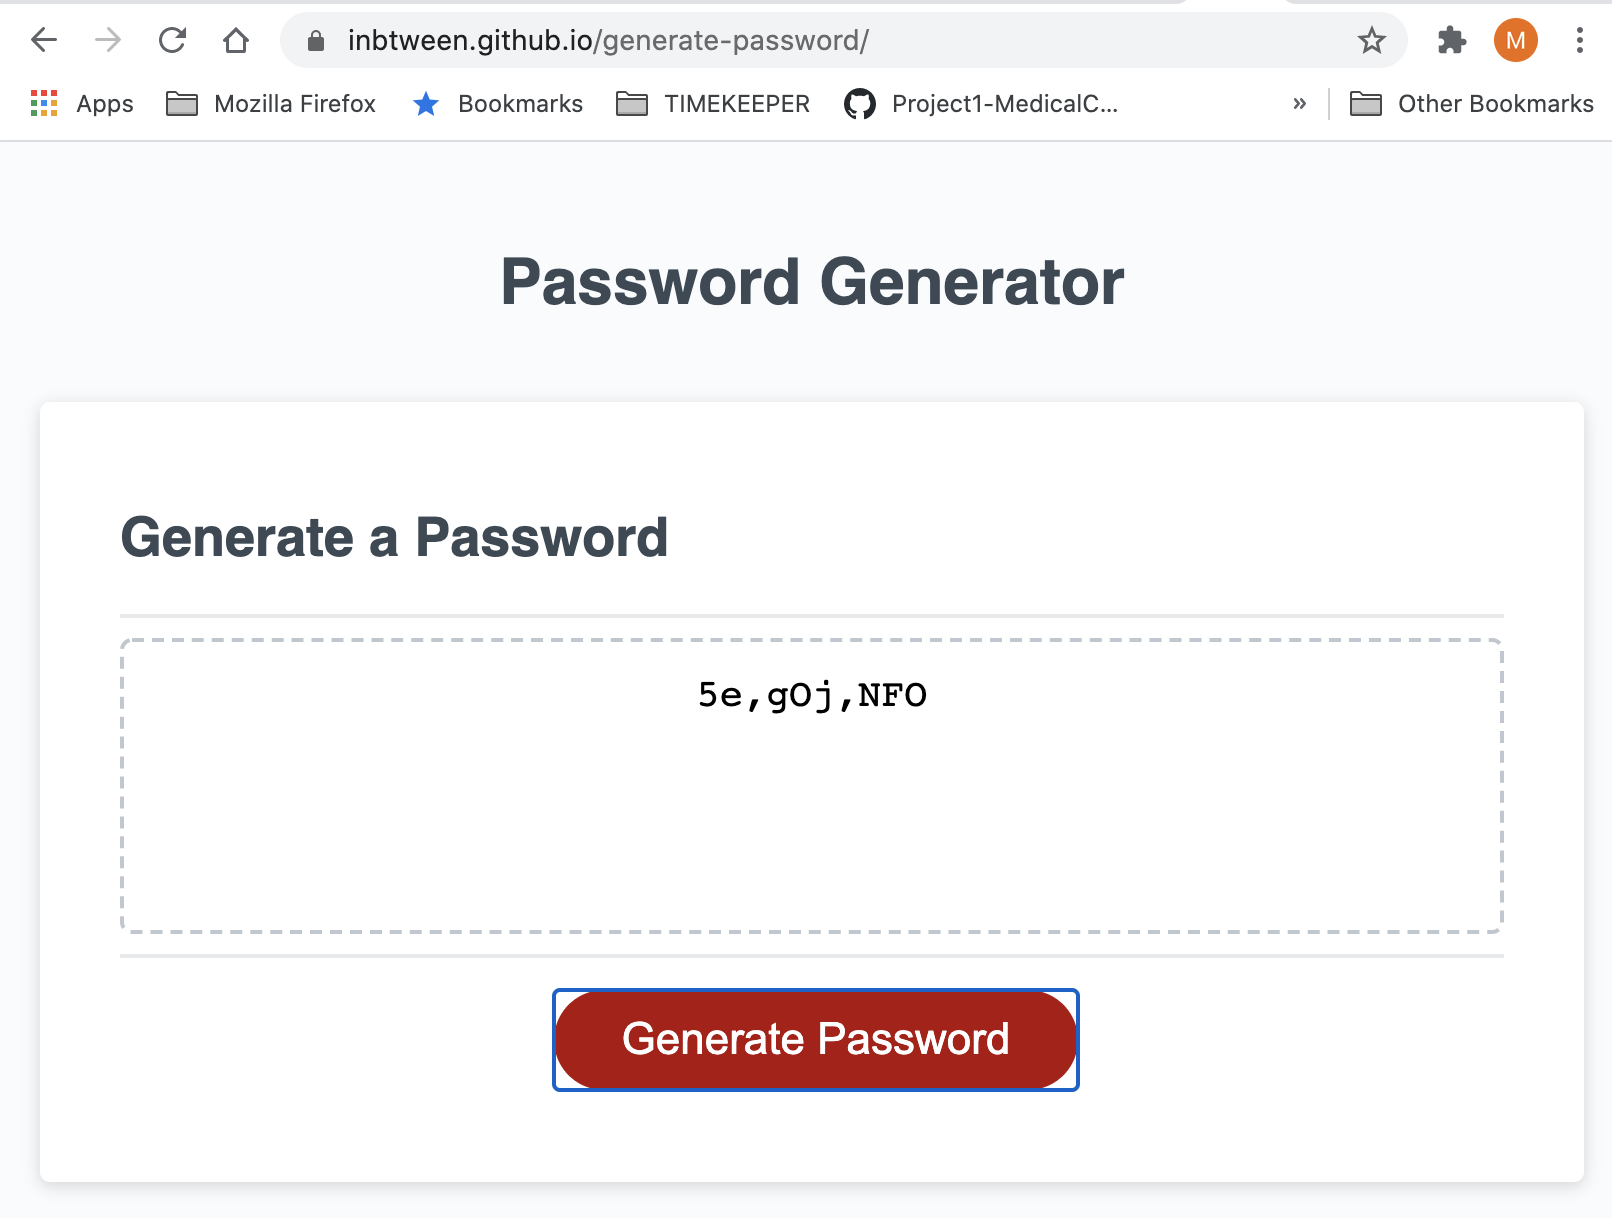 inbtween.github.io/generate-password/
M
Apps Mozilla Firefox Bookmarks TIMEKEEPER Project1-MedicalC... » Other Bookmarks
Password Generator
Generate a Password
5e,gOj,NFO
Generate Password